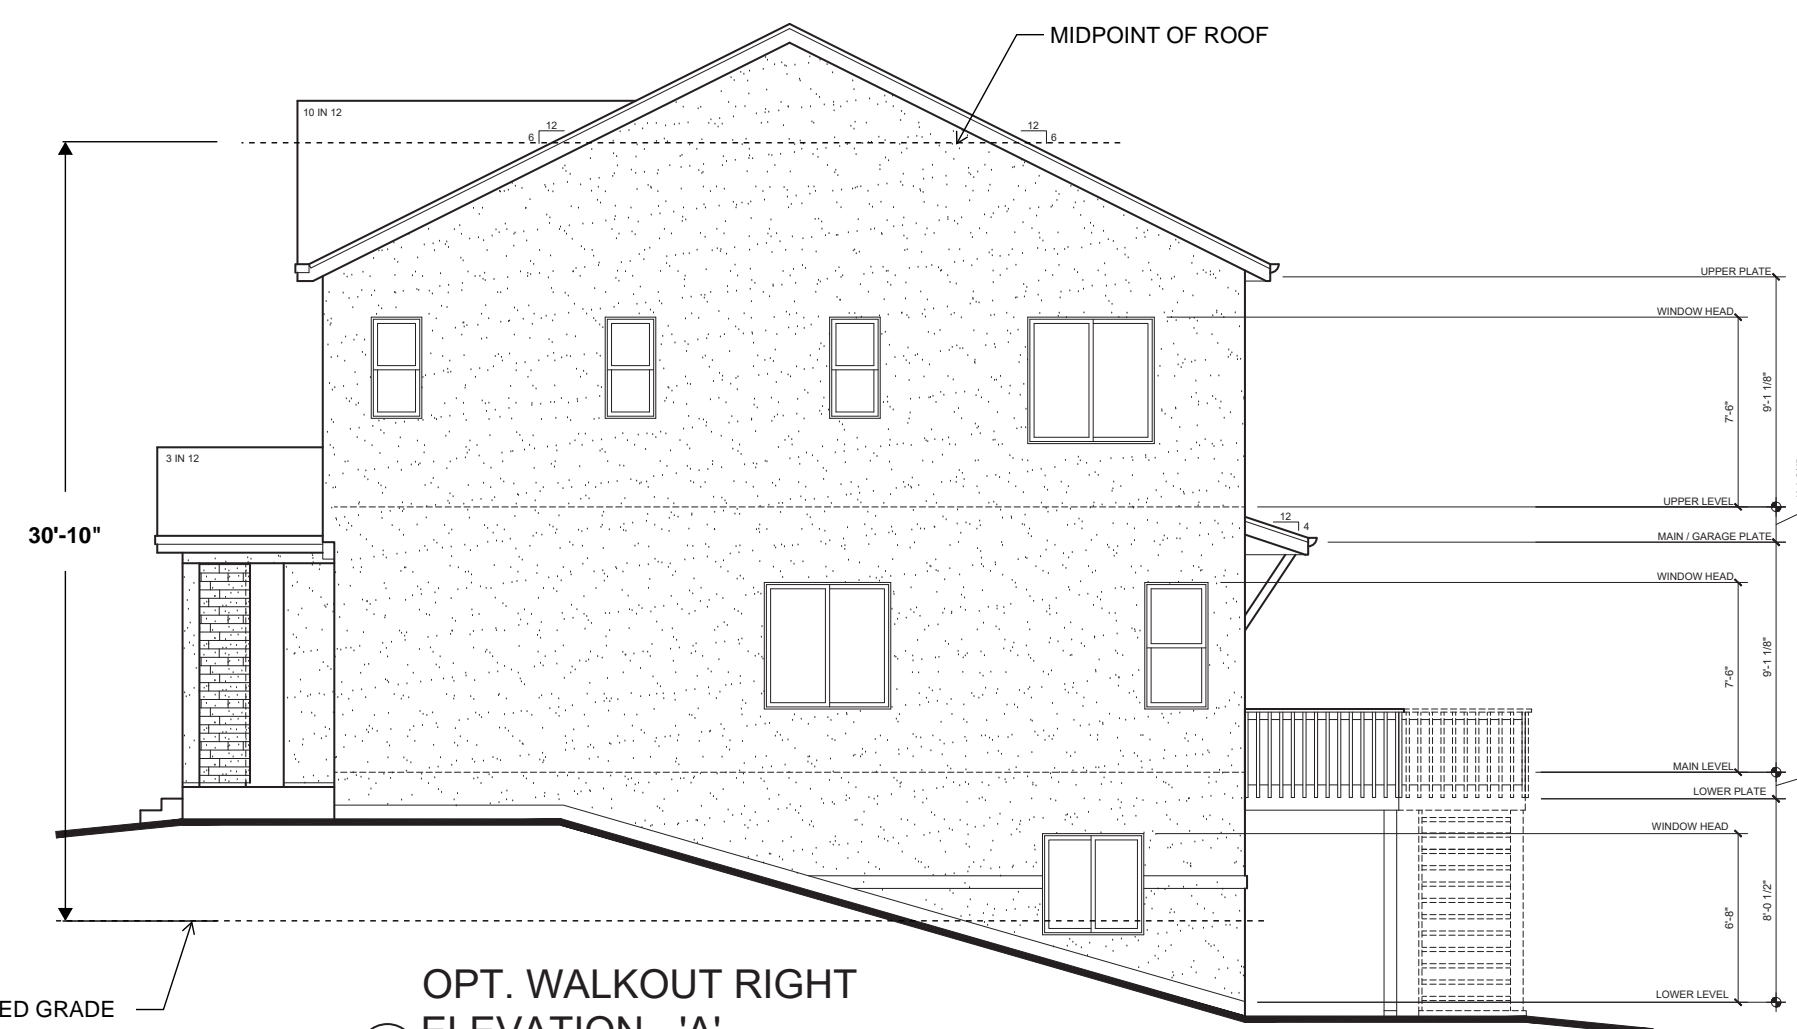 MIDPOINT OF ROOF
10 IN 12
12
6
12
6
UPPER PLATE
WINDOW HEAD
7'-6"
9'-1 1/8"
3 IN 12
UPPER LEVEL
12
4
MAIN / GARAGE PLATE
30'-10"
WINDOW HEAD
7'-6"
9'-1 1/8"
MAIN LEVEL
LOWER PLATE
WINDOW HEAD
6'-8"
8'-0 1/2"
LOWER LEVEL
OPT. WALKOUT RIGHT
ELEVATION - 'A'
ED GRADE